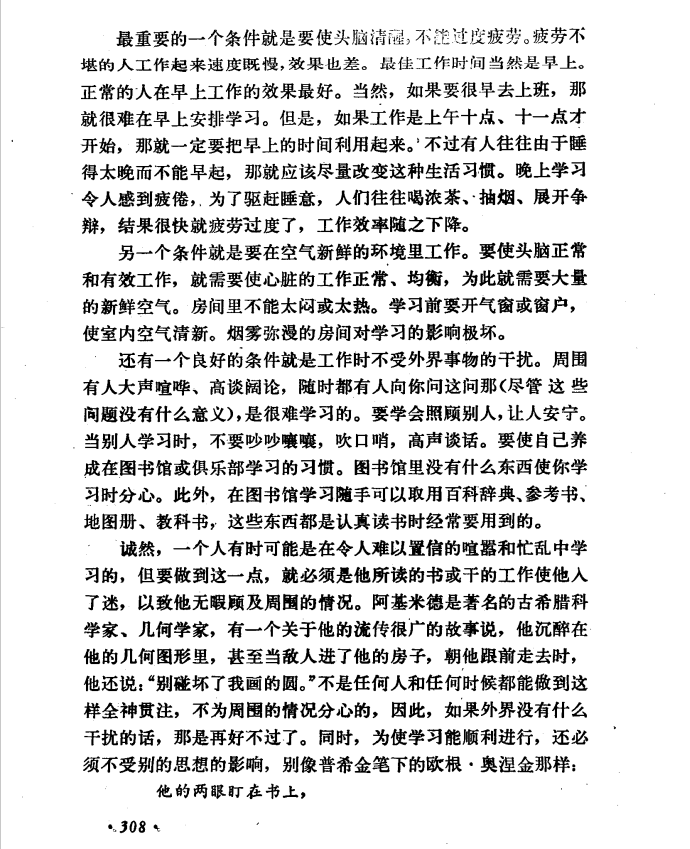 最重要的一个条件就是要使头脑清醒，不能过度疲劳。疲劳不
堪的人工作起来速度既慢，效果也差。最佳工作时间当然是早上。
正常的人在早上工作的效果最好。当然，如果要很早去上班，那
就很难在早上安排学习。但是，如果工作是上午十点、十一点才
开始，那就一定要把早上的时间利用起来。不过有人往往由于睡
得太晚而不能早起，那就应该尽量改变这种生活习惯。晚上学习
令人感到疲倦，为了驱赶睡意，人们往往喝浓茶、抽烟、展开争
辩，结果很快就疲劳过度了，工作效率随之下降。
另一个条件就是要在空气新鲜的环境里工作。要使头脑正常
和有效工作，就需要使心脏的工作正常、均衡，为此就需要大量
的新鲜空气。房间里不能太闷或太热。学习前要开气窗或窗户，
使室内空气清新。烟雾弥漫的房间对学习的影响极坏。
还有一个良好的条件就是工作时不受外界事物的干扰。周围
有人大声喧哗、高谈阔论，随时都有人向你问这问那（尽管这些
问题没有什么意义），是很难学习的。要学会照顾别人，让人安宁。
当别人学习时，不要吵吵嚷嚷，吹口哨，高声谈话。要使自己养
成在图书馆或俱乐部学习的习惯。图书馆里没有什么东西使你学
习时分心。此外，在图书馆学习随手可以取用百科辞典、参考书、
地图册、教科书，这些东西都是认真读书时经常要用到的。
诚然，一个人有时可能是在令人难以置信的喧嚣和忙乱中学
习的，但要做到这一点，就必须是他所读的书或干的工作使他入
了迷，以致他无暇顾及周围的情况。阿基米德是著名的古希腊科
学家、几何学家，有一个关于他的流传很广的故事说，他沉醉在
他的几何图形里，甚至当敌人进了他的房子，朝他跟前走去时，
他还说：“别碰坏了我画的圆。”不是任何人和任何时候都能做到这
样全神贯注，不为周围的情况分心的，因此，如果外界没有什么
干扰的话，那是再好不过了。同时，为使学习能顺利进行，还必
须不受别的思想的影响，别像普希金笔下的欧根·奥涅金那样：
他的两眼盯在书上，
·308·